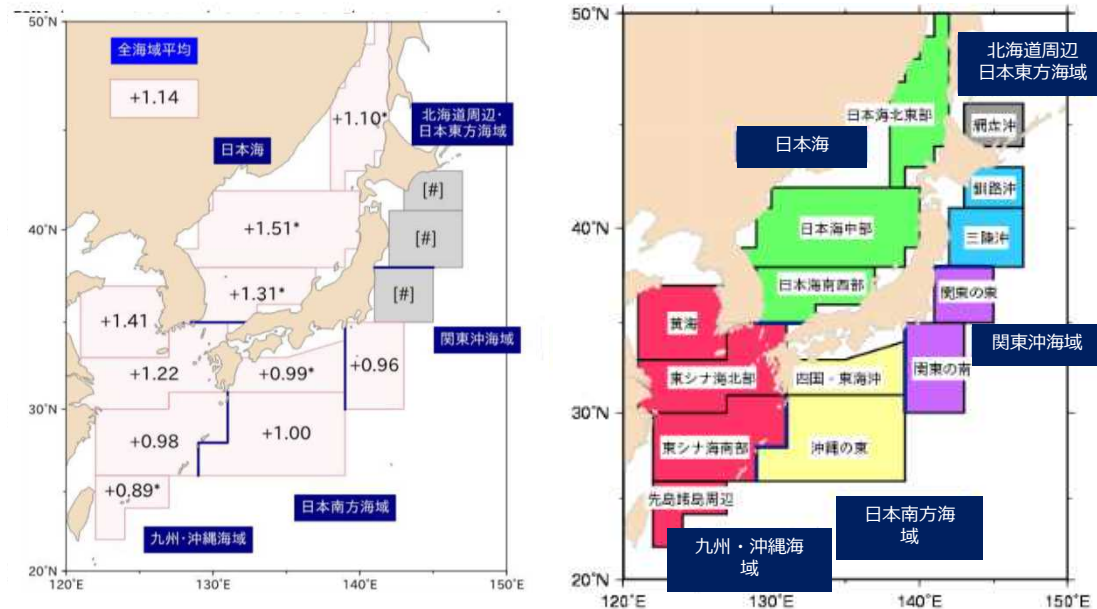 50°N
40°N
30°N
20°N
120°E
130°E
140°E
150°E
全海域平均
+1.14
日本海
北海道周辺・
日本東方海域
+1.10*
[#]
+1.51*
[#]
+1.31*
[#]
+1.41
関東沖海域
+1.22
+0.99*
+0.96
+0.98
+1.00
+0.89*
日本南方海域
九州・沖縄海域
50°N
40°N
30°N
20°N
120°E
130°E
140°E
150°E
北海道周辺
日本東方海域
日本海北東部
網走沖
日本海
釧路沖
日本海中部
三陸沖
日本海南西部
関東の東
黄海
関東沖海域
東シナ海北部
四国・東海沖
関東の南
東シナ海南部
沖縄の東
先島諸島周辺
日本南方海
域
九州・沖縄海
域